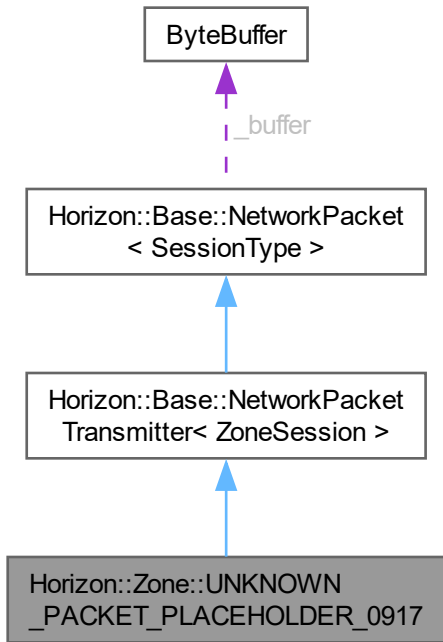 ByteBuffer
_buffer
Horizon::Base::NetworkPacket
< SessionType >
Horizon::Base::NetworkPacket
Transmitter< ZoneSession >
Horizon::Zone::UNKNOWN
_PACKET_PLACEHOLDER_0917